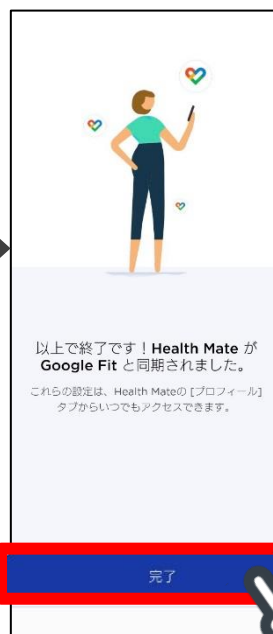 以上で終了です！Health Mate が
Google Fit と同期されました。
これらの設定は、Health Mateの [プロフィール]
タブからいつでもアクセスできます。
完了